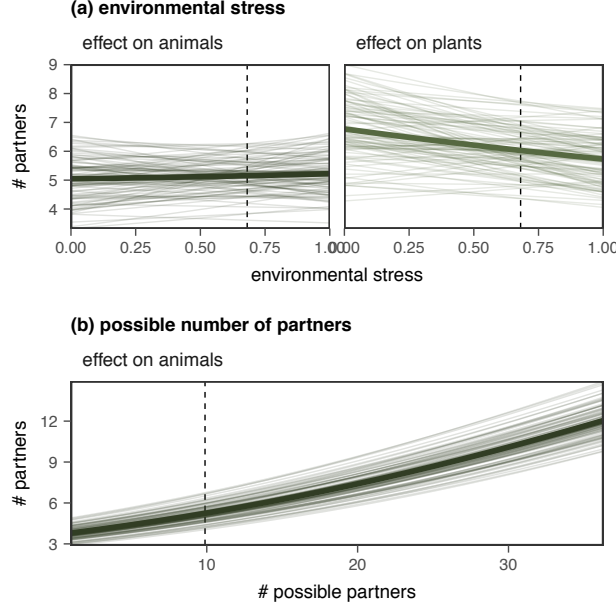 (a) environmental stress
effect on animals
effect on plants
# partners
9
8
7
6
5
4
0.00 0.25 0.50 0.75 1.00
0.00 0.25 0.50 0.75 1.00
environmental stress
(b) possible number of partners
effect on animals
# partners
12
9
6
3
10 20 30
# possible partners